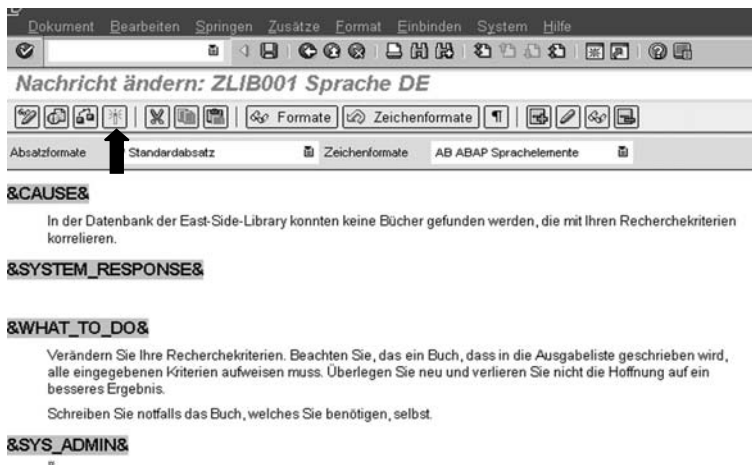 Dokument Bearbeiten Springen Zusätze Format Einbinden System Hilfe
Nachricht ändern: ZLIB001 Sprache DE
Formate Zeichenformate ¶
Absatzformate Standardabsatz Zeichenformate AB ABAP Sprachelemente
&CAUSE&
In der Datenbank der East-Side-Library konnten keine Bücher gefunden werden, die mit Ihren Recherchekriterien
korrelieren.
&SYSTEM_RESPONSE&
&WHAT_TO_DO&
Verändern Sie Ihre Recherchekriterien. Beachten Sie, das ein Buch, dass in die Ausgabeliste geschrieben wird,
alle eingegebenen Kriterien aufweisen muss. Überlegen Sie neu und verlieren Sie nicht die Hoffnung auf ein
besseres Ergebnis.
Schreiben Sie notfalls das Buch, welches Sie benötigen, selbst.
&SYS_ADMIN&